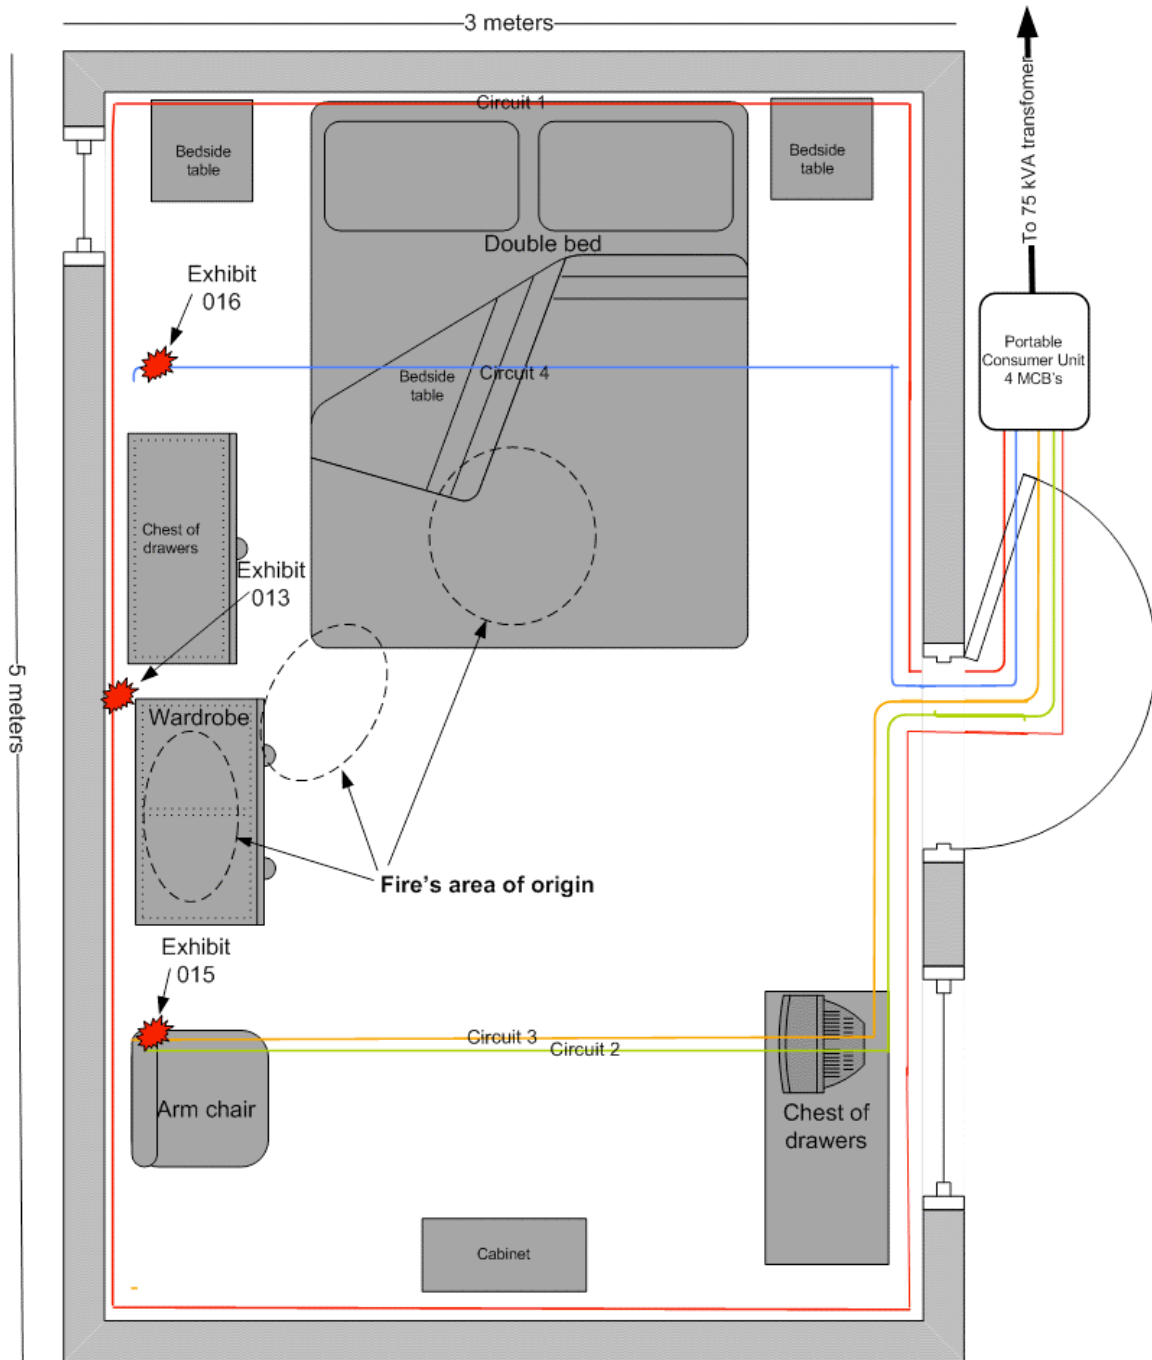 3 meters
To 75 kVA transfomer
Circuit 1
Bedside
table
Bedside
table
Double bed
Exhibit
016
Portable
Consumer Unit
4 MCB's
Circuit 4
Bedside
table
Chest of
drawers
Exhibit
013
5 meters
Wardrobe
Fire's area of origin
Exhibit
015
Circuit 3
Circuit 2
Arm chair
Chest of
drawers
Cabinet